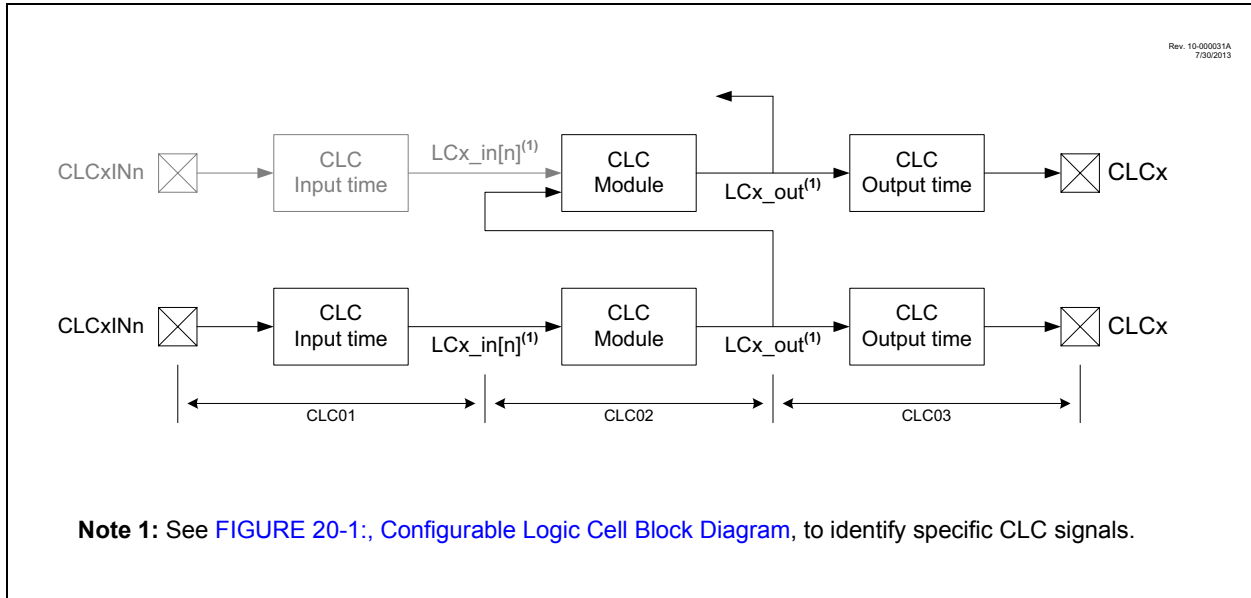 Rev. 10-000031A
7/30/2013
CLCxINn
CLC
Input time
LCx_in[n](1)
CLC
Module
LCx_out(1)
CLC
Output time
CLCx
CLCxINn
CLC
Input time
LCx_in[n](1)
CLC
Module
LCx_out(1)
CLC
Output time
CLCx
CLC01
CLC02
CLC03
Note 1: See FIGURE 20-1:, Configurable Logic Cell Block Diagram, to identify specific CLC signals.